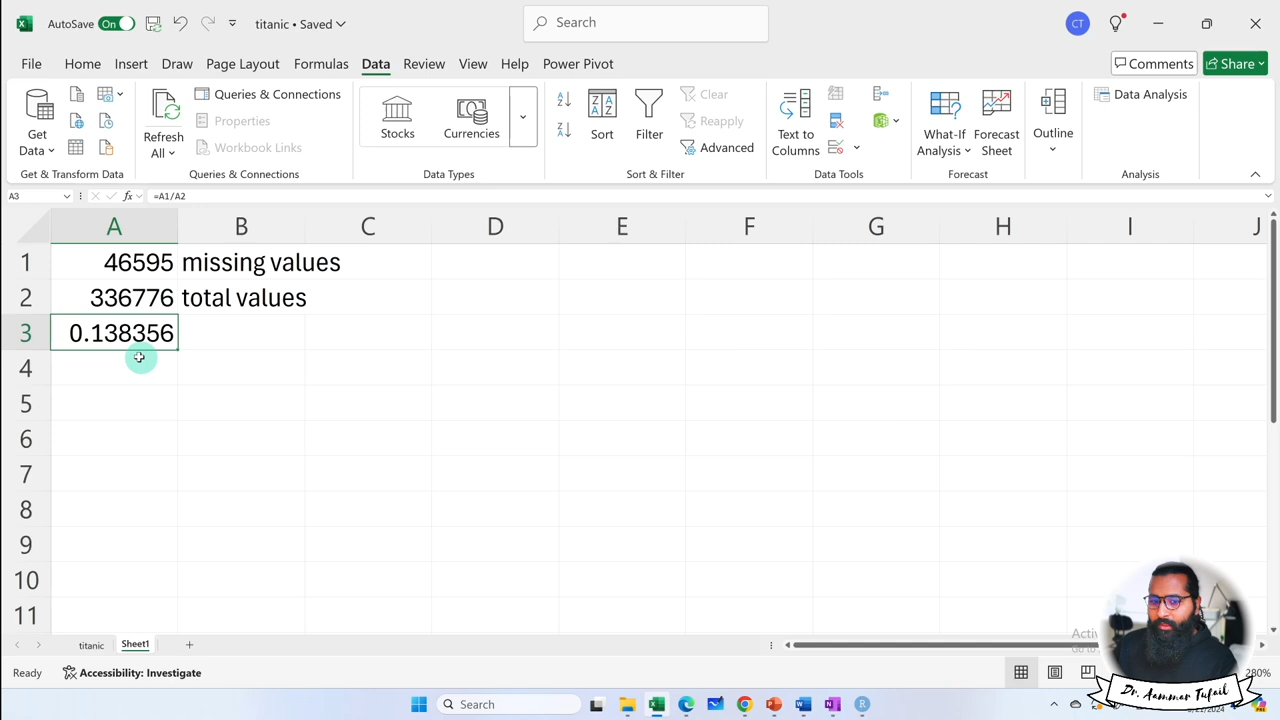 AutoSave On titanic • Saved Search CT
File Home Insert Draw Page Layout Formulas Data Review View Help Power Pivot Comments Share
Get Data
Refresh All
Queries & Connections
Properties
Workbook Links
Stocks
Currencies
Sort
Filter
Clear
Reapply
Advanced
Text to Columns
What-If Analysis
Forecast Sheet
Outline
Data Analysis
Get & Transform Data Queries & Connections Data Types Sort & Filter Data Tools Forecast Analysis
A3 fx =A1/A2
A B C D E F G H I J
1 46595 missing values
2 336776 total values
3 0.138356
4
5
6
7
8
9
10
11
titanic Sheet1
Ready Accessibility: Investigate 280%
Dr. Aammar Tufail
Search